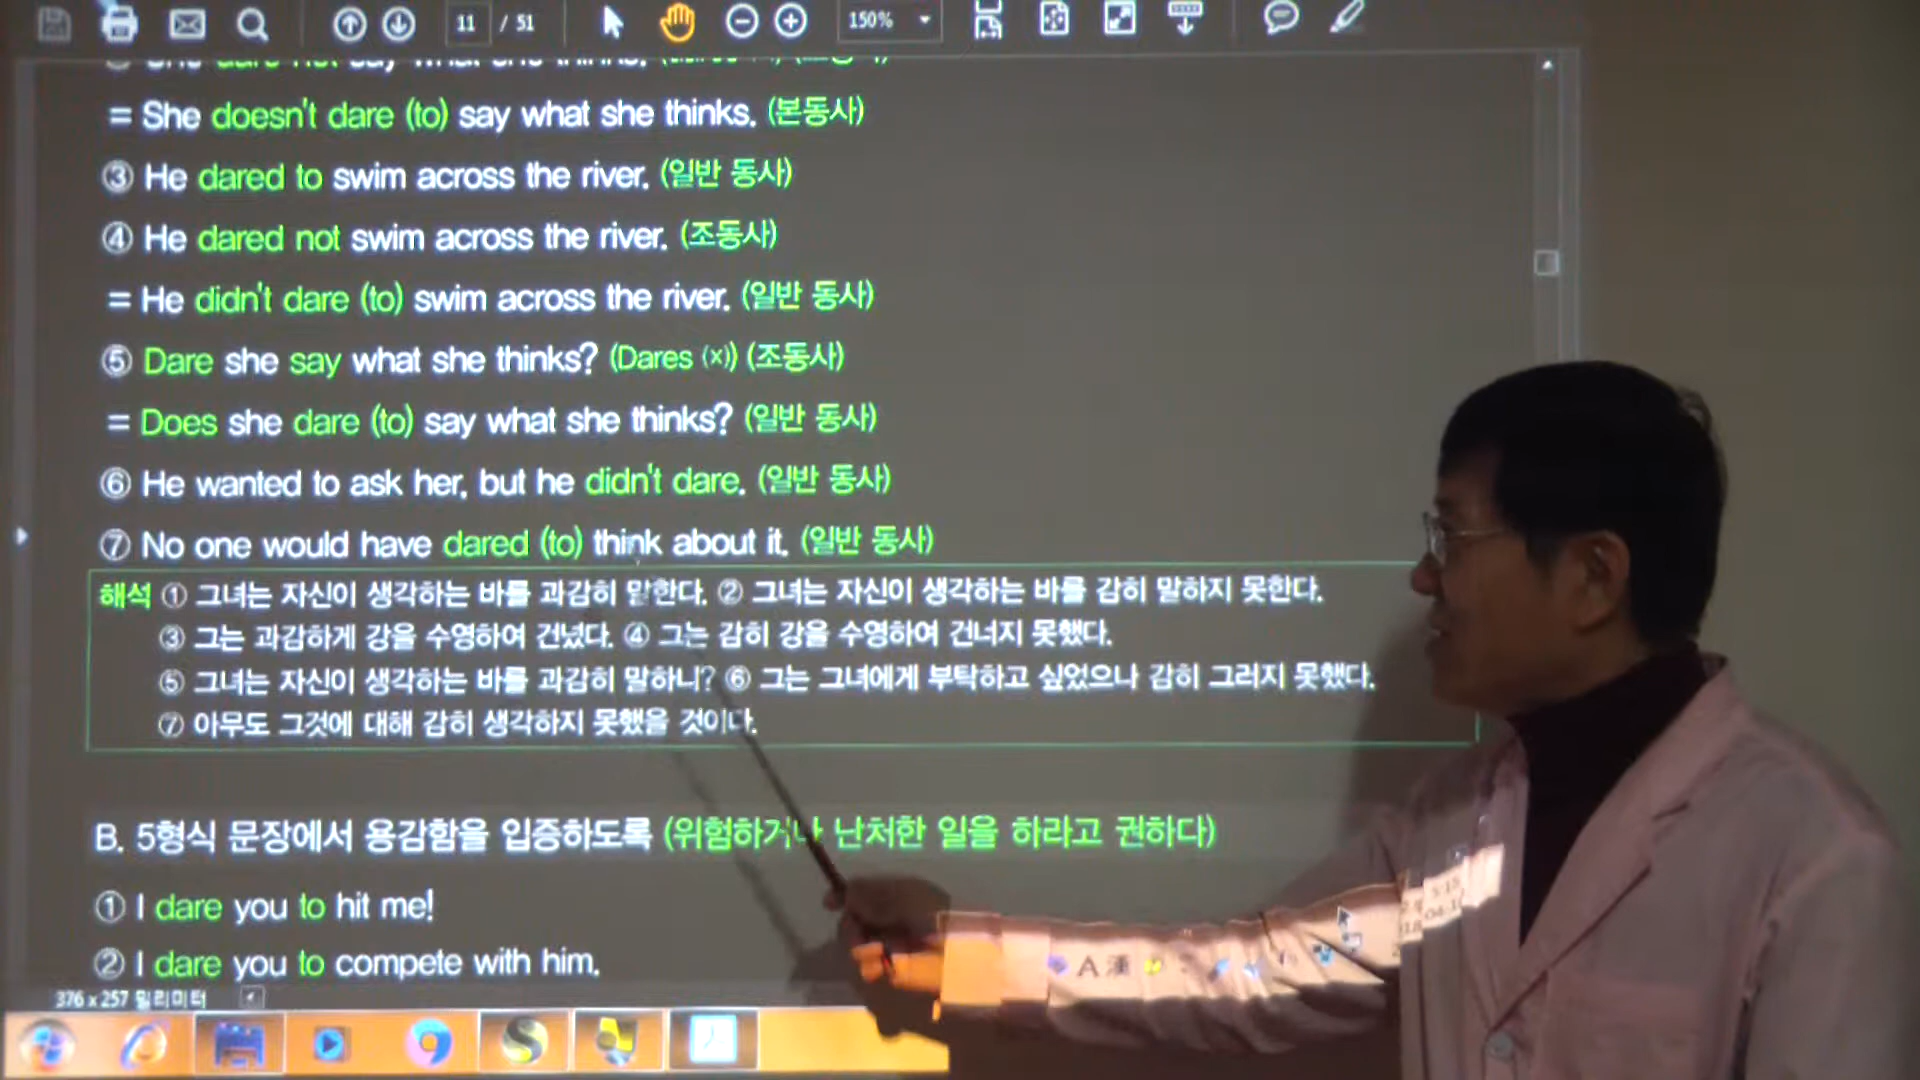 11 / 51
150%
= She doesn't dare (to) say what she thinks. (본동사)
③ He dared to swim across the river. (일반 동사)
④ He dared not swim across the river. (조동사)
= He didn't dare (to) swim across the river. (일반 동사)
⑤ Dare she say what she thinks? (Dares (×)) (조동사)
= Does she dare (to) say what she thinks? (일반 동사)
⑥ He wanted to ask her, but he didn't dare. (일반 동사)
⑦ No one would have dared (to) think about it. (일반 동사)
해석 ① 그녀는 자신이 생각하는 바를 과감히 말한다. ② 그녀는 자신이 생각하는 바를 감히 말하지 못한다.
③ 그는 과감하게 강을 수영하여 건넜다. ④ 그는 감히 강을 수영하여 건너지 못했다.
⑤ 그녀는 자신이 생각하는 바를 과감히 말하니? ⑥ 그는 그녀에게 부탁하고 싶었으나 감히 그러지 못했다.
⑦ 아무도 그것에 대해 감히 생각하지 못했을 것이다.
B. 5형식 문장에서 용감함을 입증하도록 (위험하거나 난처한 일을 하라고 권하다)
① I dare you to hit me!
② I dare you to compete with him.
376 x 257 밀리미터
A 漢